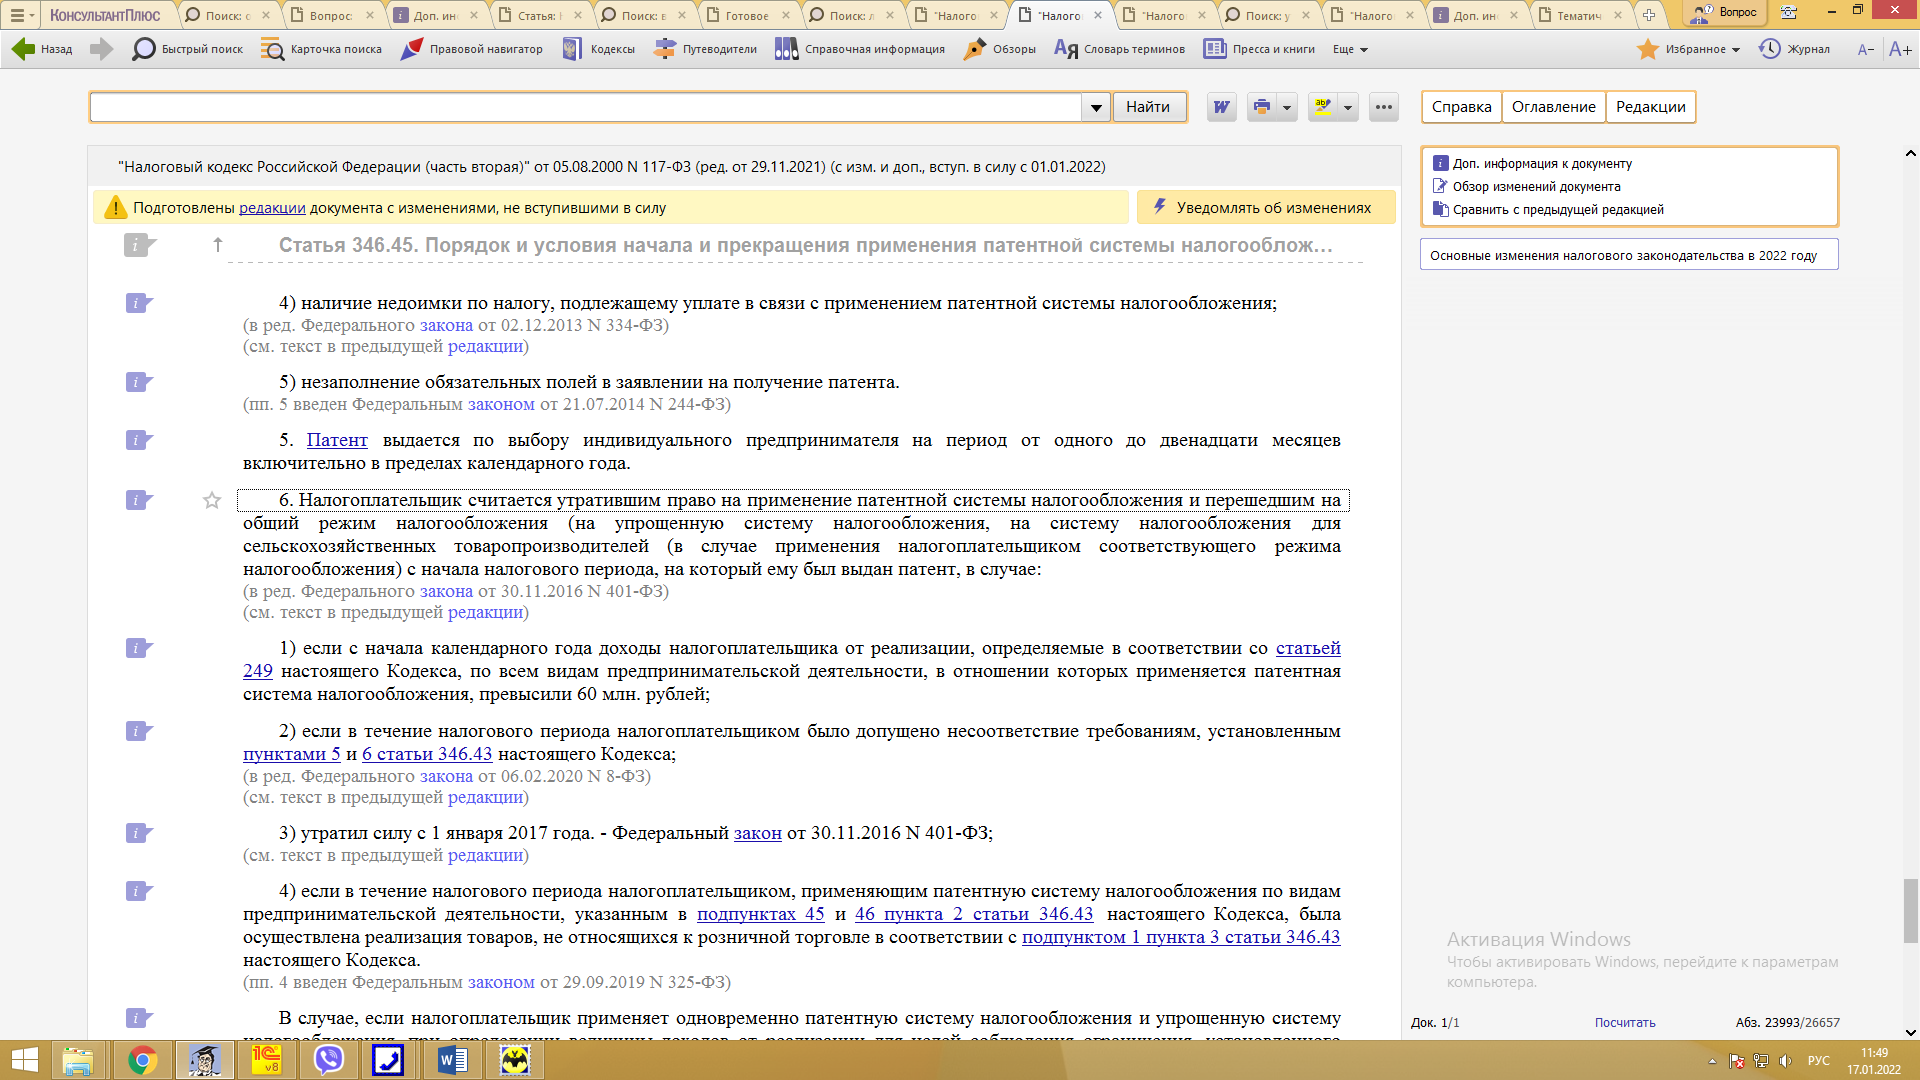 КОНСУЛЬТАНТПЛЮС
Поиск: с
Вопрос:
Доп. ин
Статья:
Поиск: в
Готовое
Поиск: л
"Налого
"Налого
"Налого
Поиск: у
"Налого
Доп. ин
Тематич
Вопрос
Назад
Быстрый поиск
Карточка поиска
Правовой навигатор
Кодексы
Путеводители
Справочная информация
Обзоры
Словарь терминов
Пресса и книги
Еще
Избранное
Журнал
А−
А+
Найти
Справка
Оглавление
Редакции
"Налоговый кодекс Российской Федерации (часть вторая)" от 05.08.2000 N 117-ФЗ (ред. от 29.11.2021) (с изм. и доп., вступ. в силу с 01.01.2022)
Подготовлены редакции документа с изменениями, не вступившими в силу
Уведомлять об изменениях
Статья 346.45. Порядок и условия начала и прекращения применения патентной системы налогооблож…
4) наличие недоимки по налогу, подлежащему уплате в связи с применением патентной системы налогообложения;
(в ред. Федерального закона от 02.12.2013 N 334-ФЗ)
(см. текст в предыдущей редакции)
5) незаполнение обязательных полей в заявлении на получение патента.
(пп. 5 введен Федеральным законом от 21.07.2014 N 244-ФЗ)
5. Патент выдается по выбору индивидуального предпринимателя на период от одного до двенадцати месяцев
включительно в пределах календарного года.
6. Налогоплательщик считается утратившим право на применение патентной системы налогообложения и перешедшим на
общий режим налогообложения (на упрощенную систему налогообложения, на систему налогообложения для
сельскохозяйственных товаропроизводителей (в случае применения налогоплательщиком соответствующего режима
налогообложения) с начала налогового периода, на который ему был выдан патент, в случае:
(в ред. Федерального закона от 30.11.2016 N 401-ФЗ)
(см. текст в предыдущей редакции)
1) если с начала календарного года доходы налогоплательщика от реализации, определяемые в соответствии со статьей
249 настоящего Кодекса, по всем видам предпринимательской деятельности, в отношении которых применяется патентная
система налогообложения, превысили 60 млн. рублей;
2) если в течение налогового периода налогоплательщиком было допущено несоответствие требованиям, установленным
пунктами 5 и 6 статьи 346.43 настоящего Кодекса;
(в ред. Федерального закона от 06.02.2020 N 8-ФЗ)
(см. текст в предыдущей редакции)
3) утратил силу с 1 января 2017 года. - Федеральный закон от 30.11.2016 N 401-ФЗ;
(см. текст в предыдущей редакции)
4) если в течение налогового периода налогоплательщиком, применяющим патентную систему налогообложения по видам
предпринимательской деятельности, указанным в подпунктах 45 и 46 пункта 2 статьи 346.43 настоящего Кодекса, была
осуществлена реализация товаров, не относящихся к розничной торговле в соответствии с подпунктом 1 пункта 3 статьи 346.43
настоящего Кодекса.
(пп. 4 введен Федеральным законом от 29.09.2019 N 325-ФЗ)
В случае, если налогоплательщик применяет одновременно патентную систему налогообложения и упрощенную систему
налогообложения, при определении величины доходов от реализации для целей соблюдения ограничения, установленного
Доп. информация к документу
Обзор изменений документа
Сравнить с предыдущей редакцией
Основные изменения налогового законодательства в 2022 году
Активация Windows
Чтобы активировать Windows, перейдите к параметрам
компьютера.
Док. 1/1
Посчитать
Абз. 23993/26657
РУС
11:49
17.01.2022